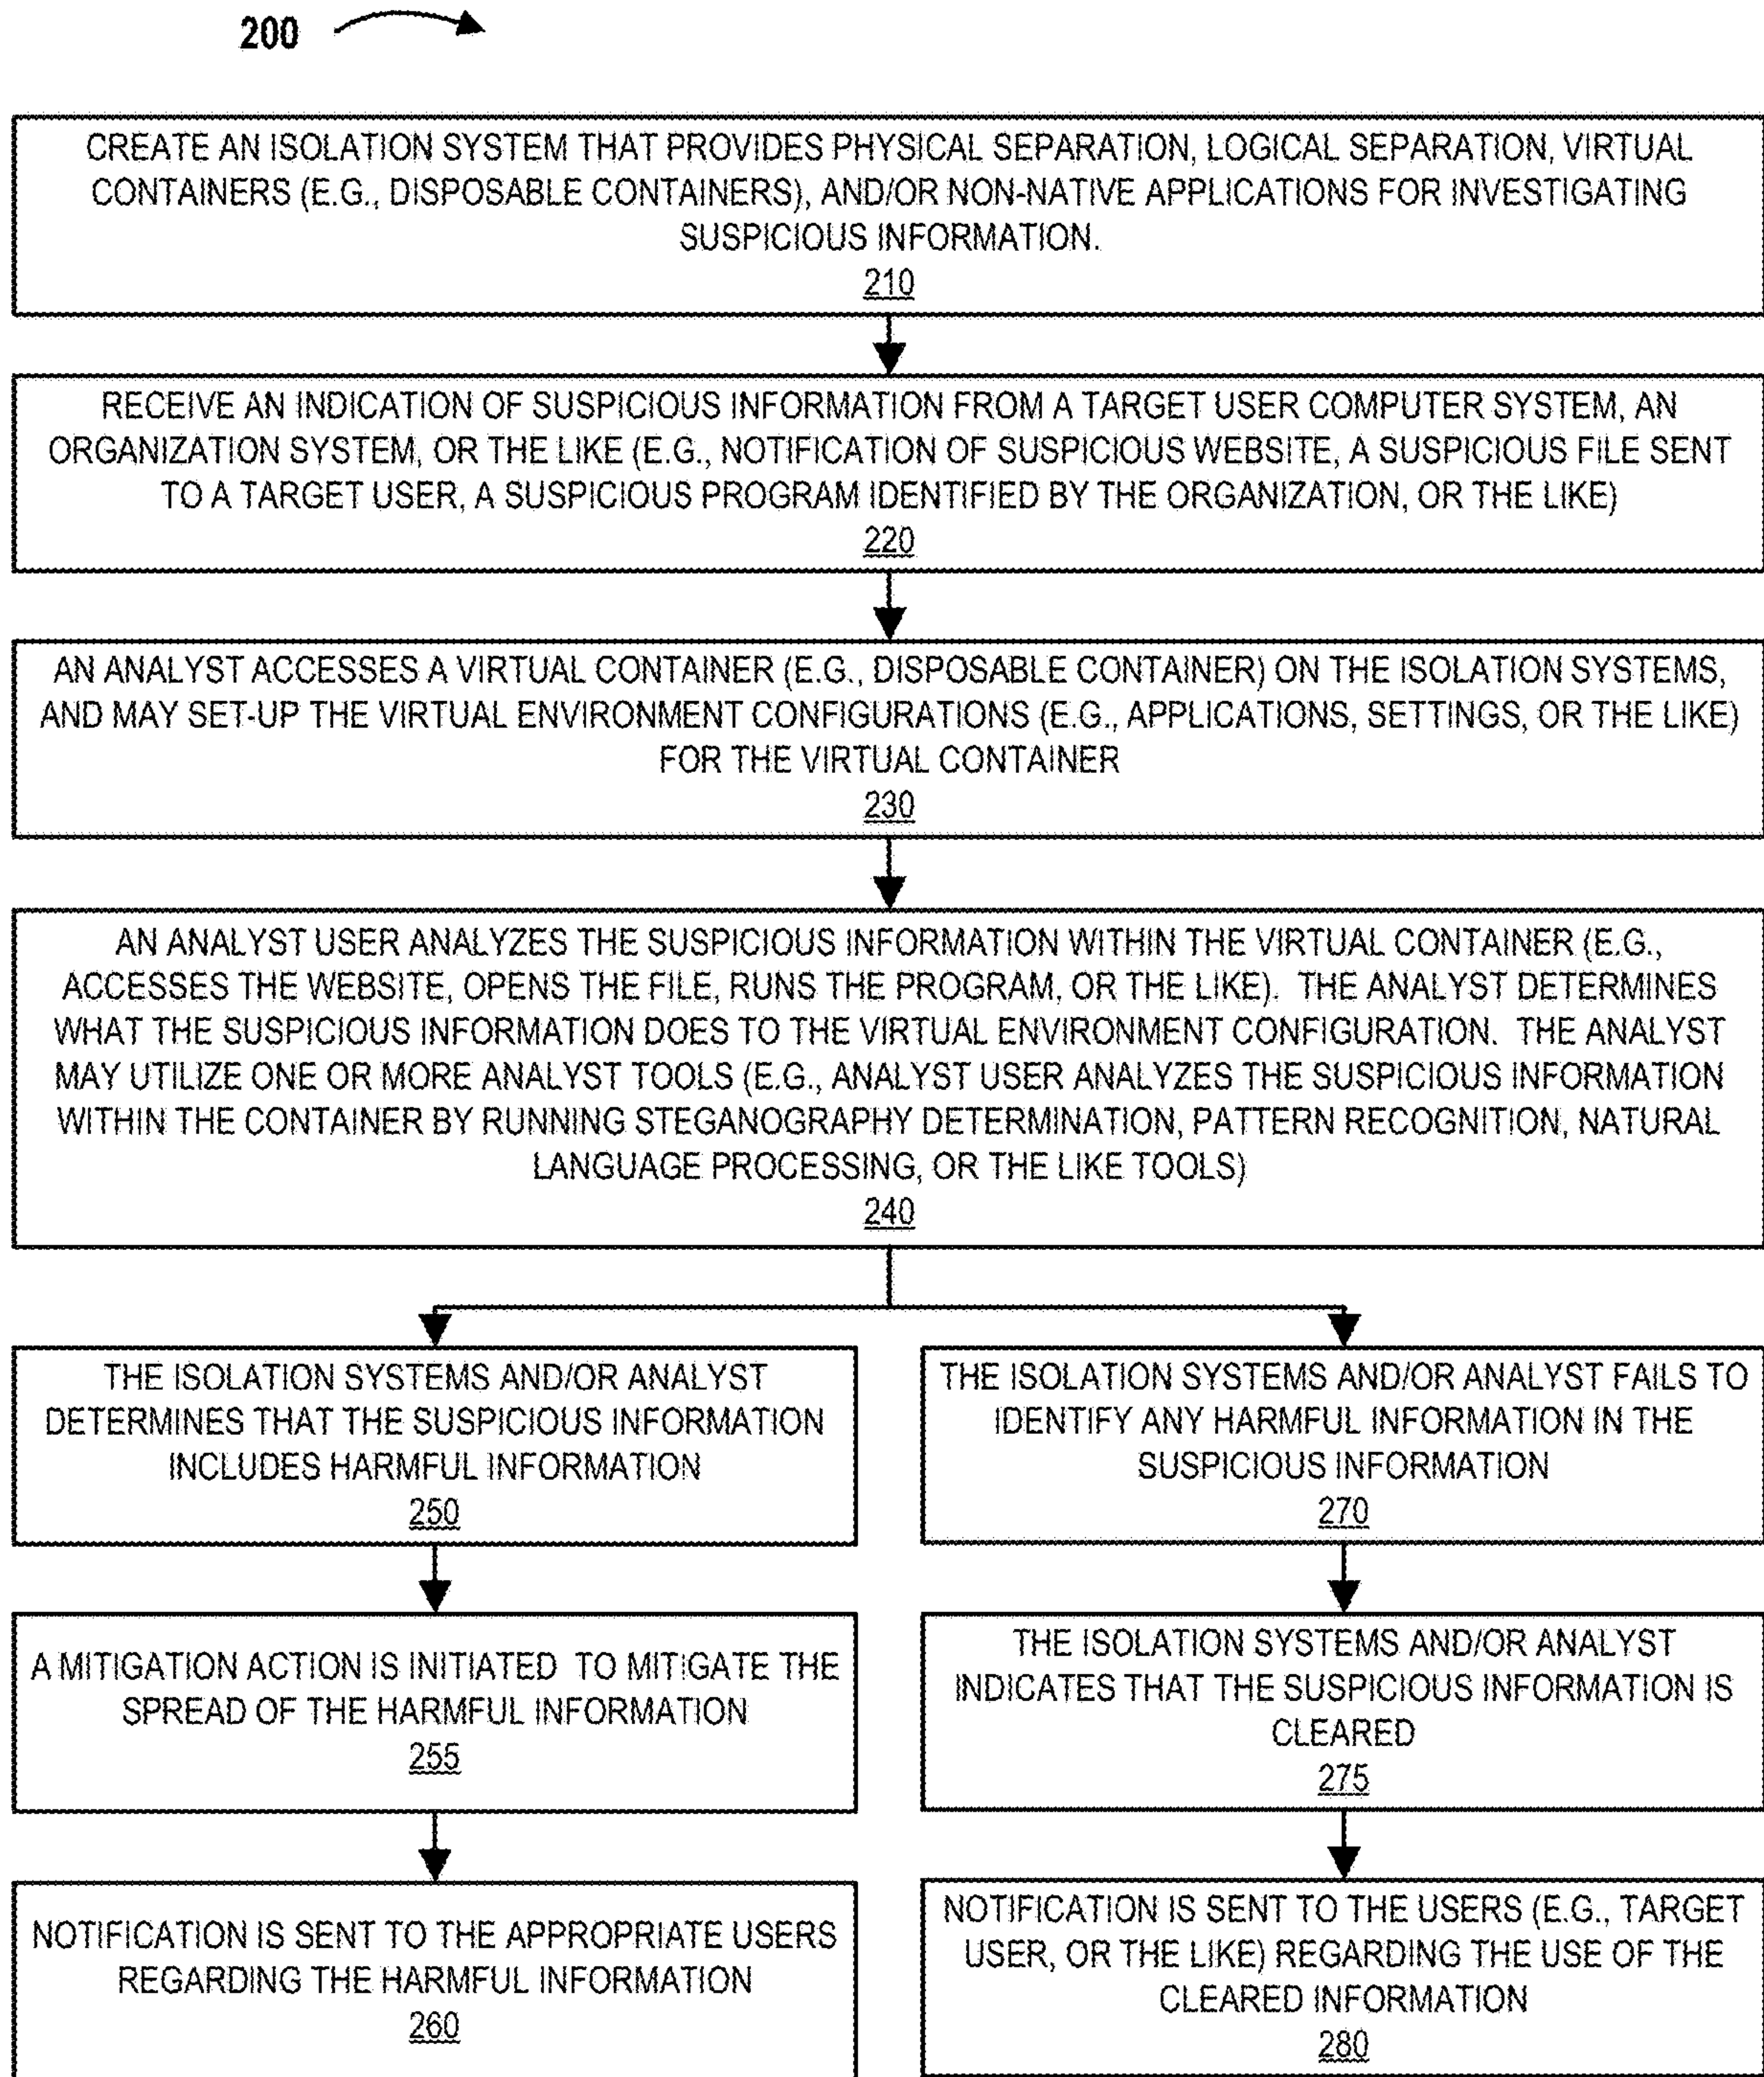 200
CREATE AN ISOLATION SYSTEM THAT PROVIDES PHYSICAL SEPARATION, LOGICAL SEPARATION, VIRTUAL
CONTAINERS (E.G., DISPOSABLE CONTAINERS), AND/OR NON-NATIVE APPLICATIONS FOR INVESTIGATING
SUSPICIOUS INFORMATION.
210
RECEIVE AN INDICATION OF SUSPICIOUS INFORMATION FROM A TARGET USER COMPUTER SYSTEM, AN
ORGANIZATION SYSTEM, OR THE LIKE (E.G., NOTIFICATION OF SUSPICIOUS WEBSITE, A SUSPICIOUS FILE SENT
TO A TARGET USER, A SUSPICIOUS PROGRAM IDENTIFIED BY THE ORGANIZATION, OR THE LIKE)
220
AN ANALYST ACCESSES A VIRTUAL CONTAINER (E.G., DISPOSABLE CONTAINER) ON THE ISOLATION SYSTEMS,
AND MAY SET-UP THE VIRTUAL ENVIRONMENT CONFIGURATIONS (E.G., APPLICATIONS, SETTINGS, OR THE LIKE)
FOR THE VIRTUAL CONTAINER
230
AN ANALYST USER ANALYZES THE SUSPICIOUS INFORMATION WITHIN THE VIRTUAL CONTAINER (E.G.,
ACCESSES THE WEBSITE, OPENS THE FILE, RUNS THE PROGRAM, OR THE LIKE). THE ANALYST DETERMINES
WHAT THE SUSPICIOUS INFORMATION DOES TO THE VIRTUAL ENVIRONMENT CONFIGURATION. THE ANALYST
MAY UTILIZE ONE OR MORE ANALYST TOOLS (E.G., ANALYST USER ANALYZES THE SUSPICIOUS INFORMATION
WITHIN THE CONTAINER BY RUNNING STEGANOGRAPHY DETERMINATION, PATTERN RECOGNITION, NATURAL
LANGUAGE PROCESSING, OR THE LIKE TOOLS)
240
THE ISOLATION SYSTEMS AND/OR ANALYST
DETERMINES THAT THE SUSPICIOUS INFORMATION
INCLUDES HARMFUL INFORMATION
250
A MITIGATION ACTION IS INITIATED TO MITIGATE THE
SPREAD OF THE HARMFUL INFORMATION
255
NOTIFICATION IS SENT TO THE APPROPRIATE USERS
REGARDING THE HARMFUL INFORMATION
260
THE ISOLATION SYSTEMS AND/OR ANALYST FAILS TO
IDENTIFY ANY HARMFUL INFORMATION IN THE
SUSPICIOUS INFORMATION
270
THE ISOLATION SYSTEMS AND/OR ANALYST
INDICATES THAT THE SUSPICIOUS INFORMATION IS
CLEARED
275
NOTIFICATION IS SENT TO THE USERS (E.G., TARGET
USER, OR THE LIKE) REGARDING THE USE OF THE
CLEARED INFORMATION
280